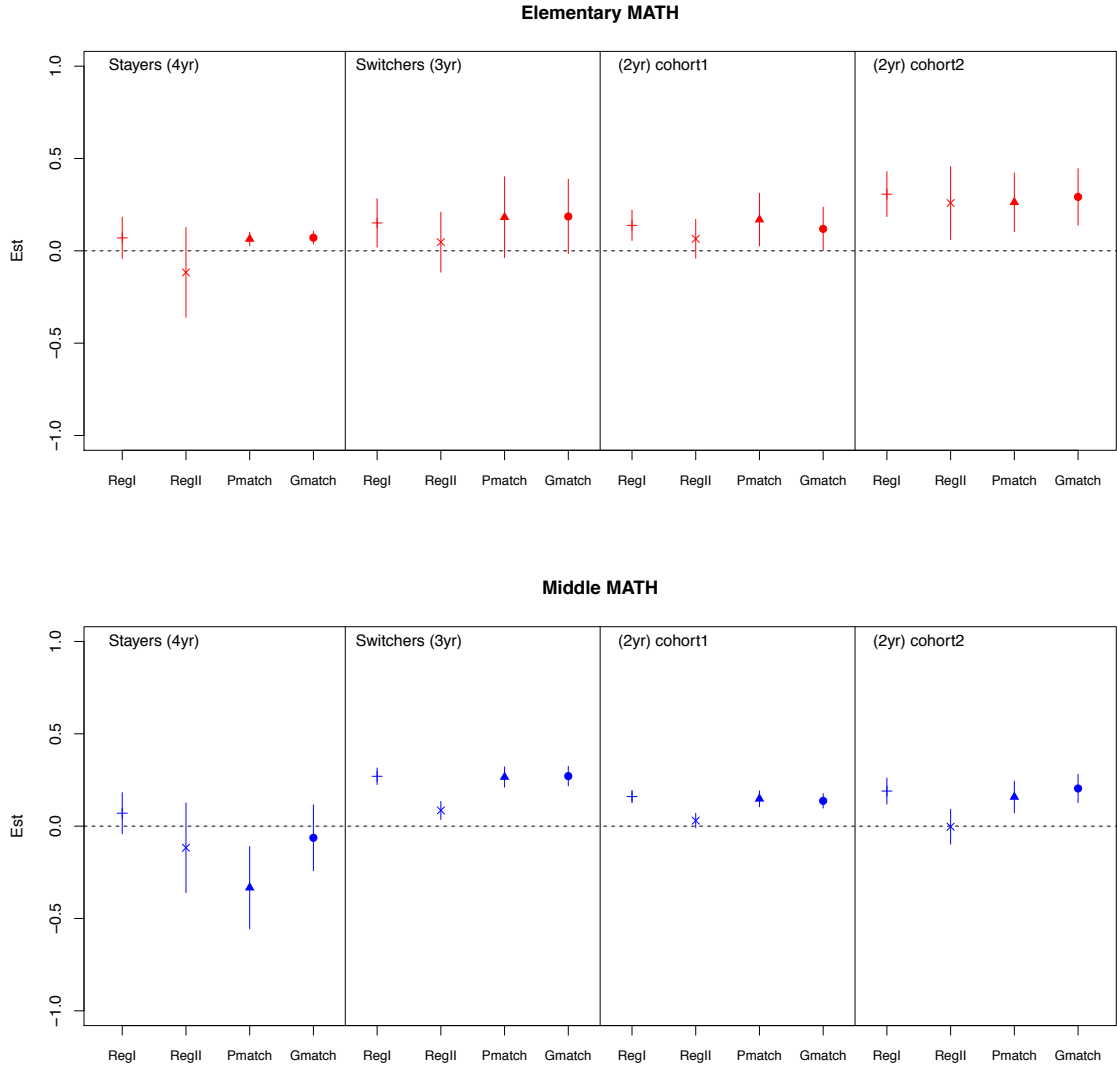 Elementary MATH
Stayers (4yr) Switchers (3yr) (2yr) cohort1 (2yr) cohort2
1.0
0.5
0.0
−0.5
−1.0
Est
RegI RegII Pmatch Gmatch RegI RegII Pmatch Gmatch RegI RegII Pmatch Gmatch RegI RegII Pmatch Gmatch
Middle MATH
Stayers (4yr) Switchers (3yr) (2yr) cohort1 (2yr) cohort2
1.0
0.5
0.0
−0.5
−1.0
Est
RegI RegII Pmatch Gmatch RegI RegII Pmatch Gmatch RegI RegII Pmatch Gmatch RegI RegII Pmatch Gmatch